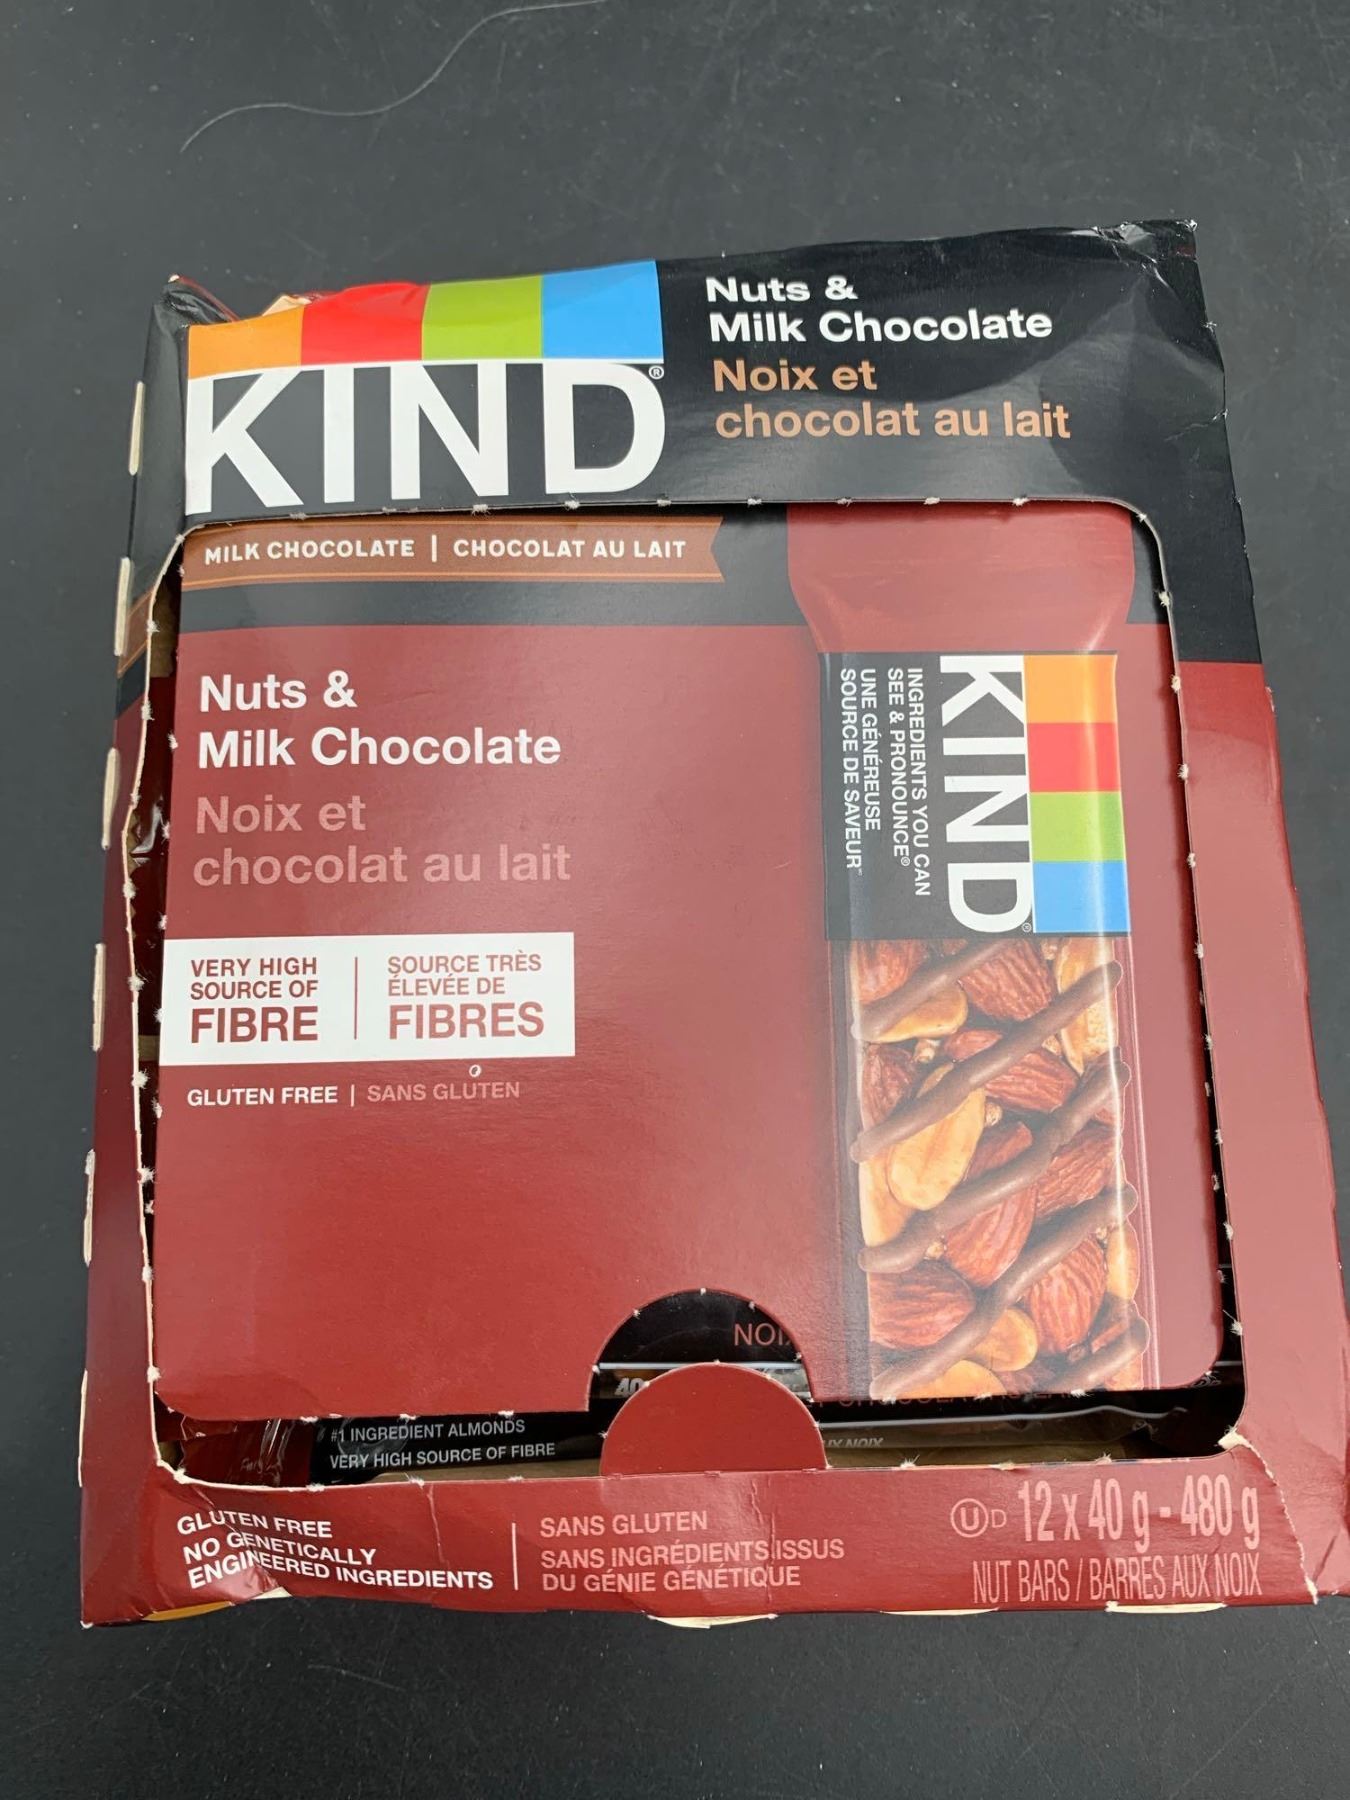 KIND®
Nuts &
Milk Chocolate
Noix et
chocolat au lait
MILK CHOCOLATE | CHOCOLAT AU LAIT
Nuts &
Milk Chocolate
Noix et
chocolat au lait
VERY HIGH
SOURCE OF
FIBRE
SOURCE TRÈS
ÉLEVÉE DE
FIBRES
GLUTEN FREE | SANS GLUTEN
KIND®
INGREDIENTS YOU CAN
SEE & PRONOUNCE®
UNE GÉNÉREUSE
SOURCE DE SAVEUR™
NOI
40
#1 INGREDIENT ALMONDS
VERY HIGH SOURCE OF FIBRE
GLUTEN FREE
NO GENETICALLY
ENGINEERED INGREDIENTS
SANS GLUTEN
SANS INGRÉDIENTS ISSUS
DU GÉNIE GÉNÉTIQUE
U D 12 x 40 g - 480 g
NUT BARS / BARRES AUX NOIX